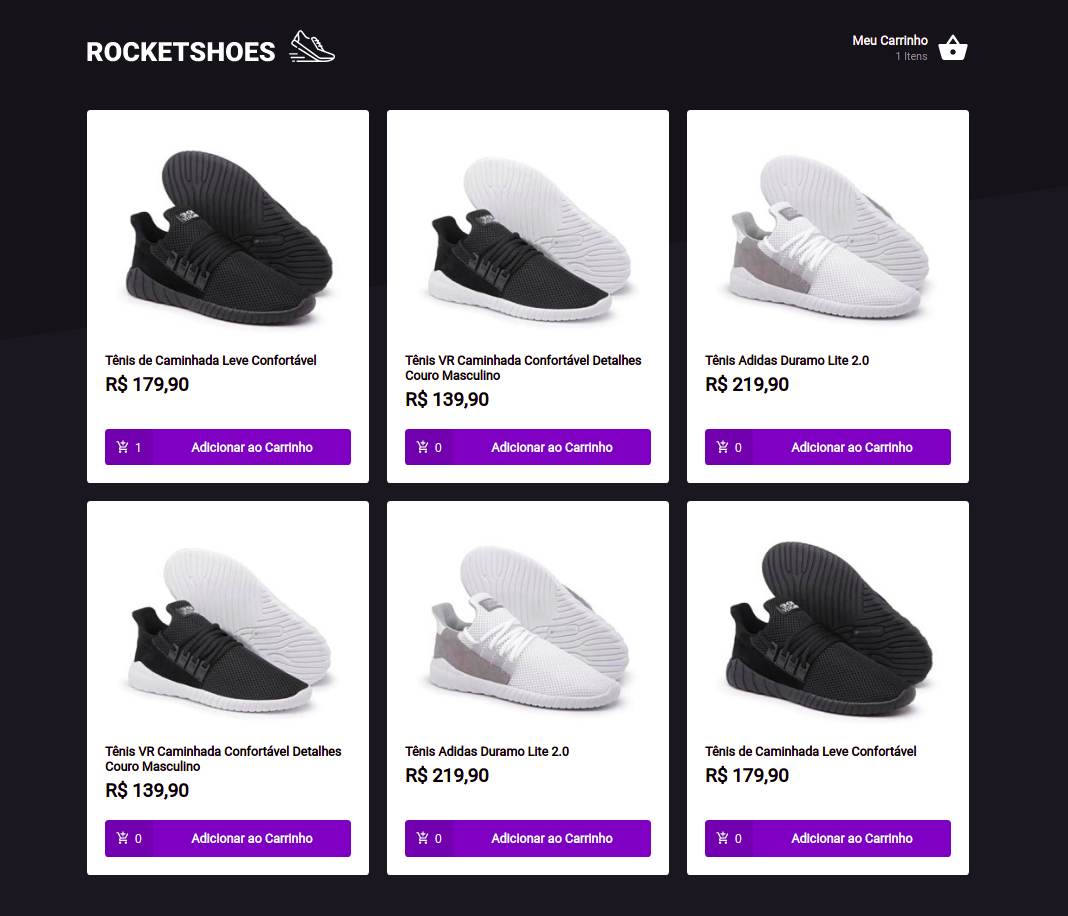 ROCKETSHOES
Meu Carrinho
1 Itens
Tênis de Caminhada Leve Confortável
R$ 179,90
1 Adicionar ao Carrinho
Tênis VR Caminhada Confortável Detalhes
Couro Masculino
R$ 139,90
0 Adicionar ao Carrinho
Tênis Adidas Duramo Lite 2.0
R$ 219,90
0 Adicionar ao Carrinho
Tênis VR Caminhada Confortável Detalhes
Couro Masculino
R$ 139,90
0 Adicionar ao Carrinho
Tênis Adidas Duramo Lite 2.0
R$ 219,90
0 Adicionar ao Carrinho
Tênis de Caminhada Leve Confortável
R$ 179,90
0 Adicionar ao Carrinho